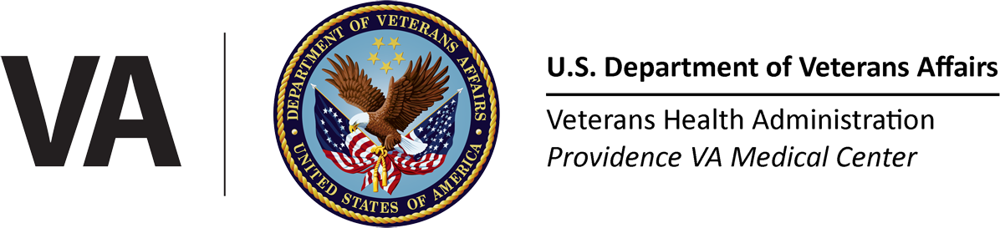 VA
DEPARTMENT OF VETERANS AFFAIRS
UNITED STATES OF AMERICA
U.S. Department of Veterans Affairs
Veterans Health Administration
Providence VA Medical Center